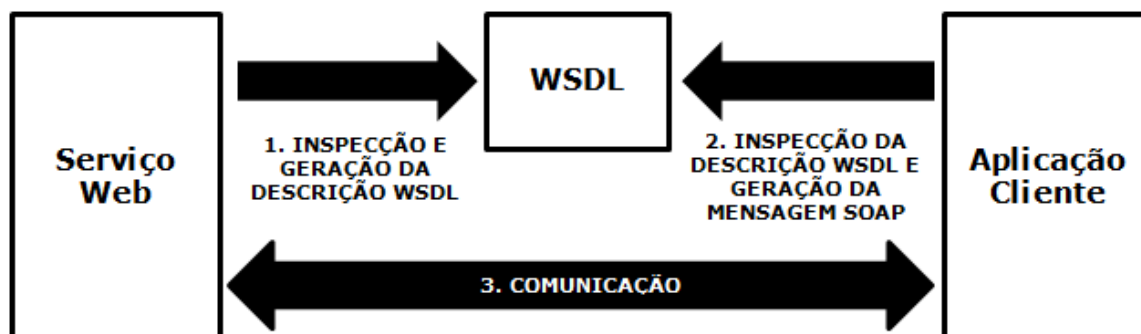 WSDL
1. INSPECÇÃO E
GERAÇÃO DA
DESCRIÇÃO WSDL
2. INSPECÇÃO DA
DESCRIÇÃO WSDL E
GERAÇÃO DA
MENSAGEM SOAP
Serviço
Web
Aplicação
Cliente
3. COMUNICAÇÃO